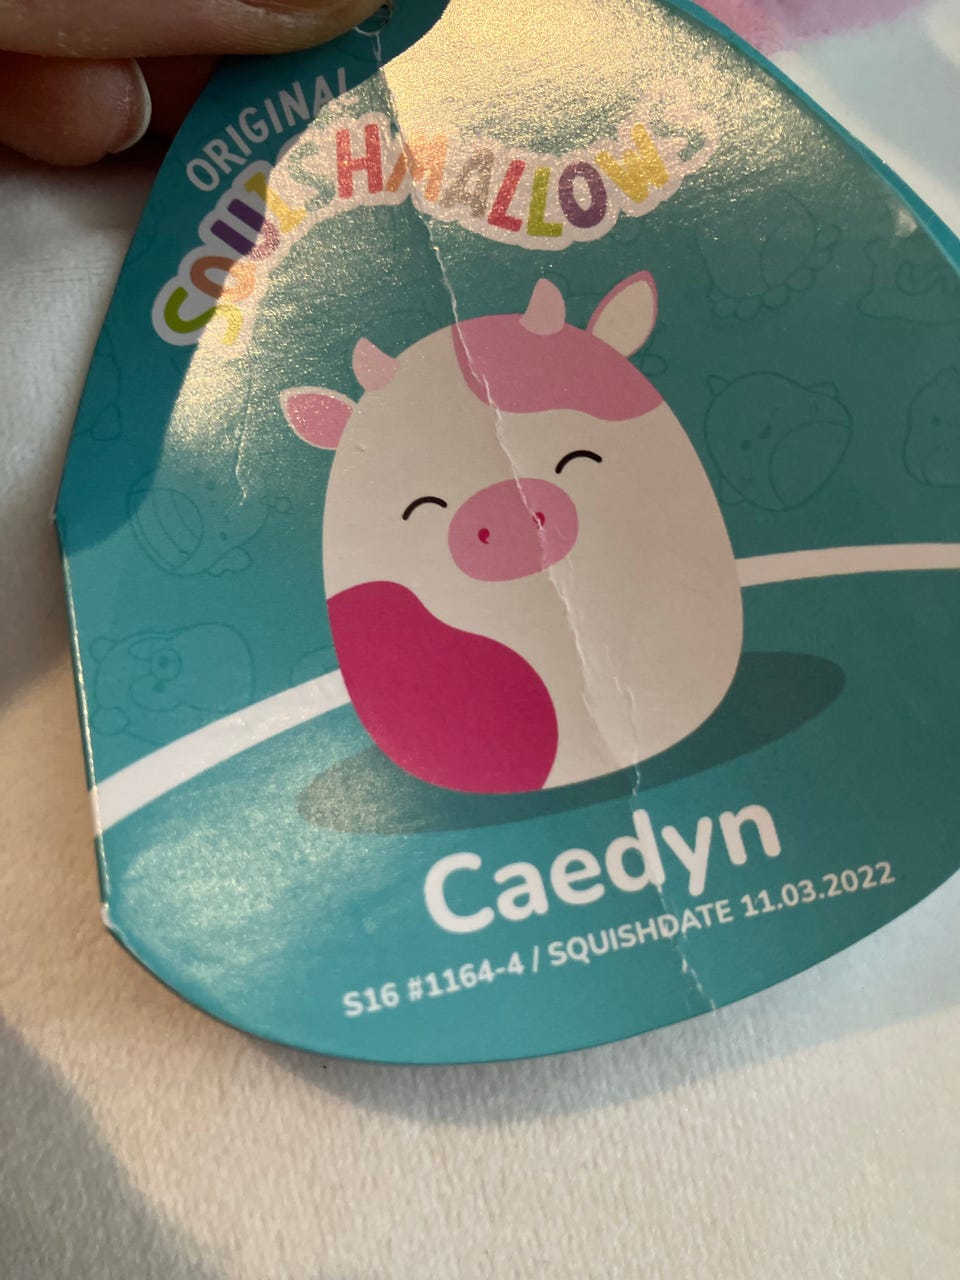 ORIGINAL
SQUISHMALLOWS
Caedyn
S16 #1164-4 / SQUISHDATE 11.03.2022